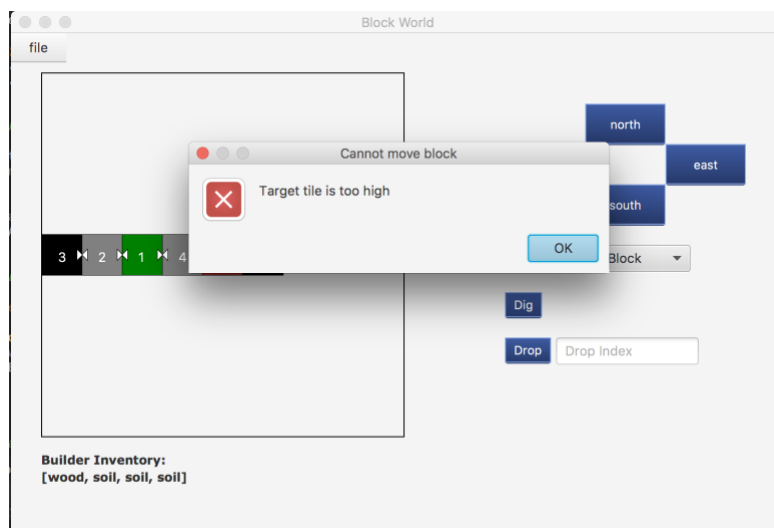 Block World
file
Cannot move block
Target tile is too high
OK
north
east
south
3 2 1 4
Block
Dig
Drop Drop Index
Builder Inventory:
[wood, soil, soil, soil]